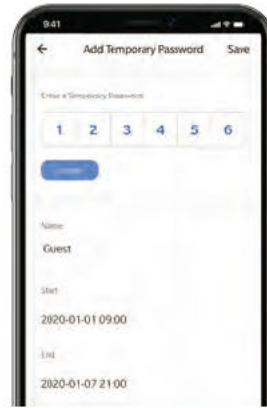 9:41
Add Temporary Password Save
Enter a Temporary Password
1 2 3 4 5 6
Name
Guest
Start
2020-01-01 09:00
End
2020-01-07 21:00